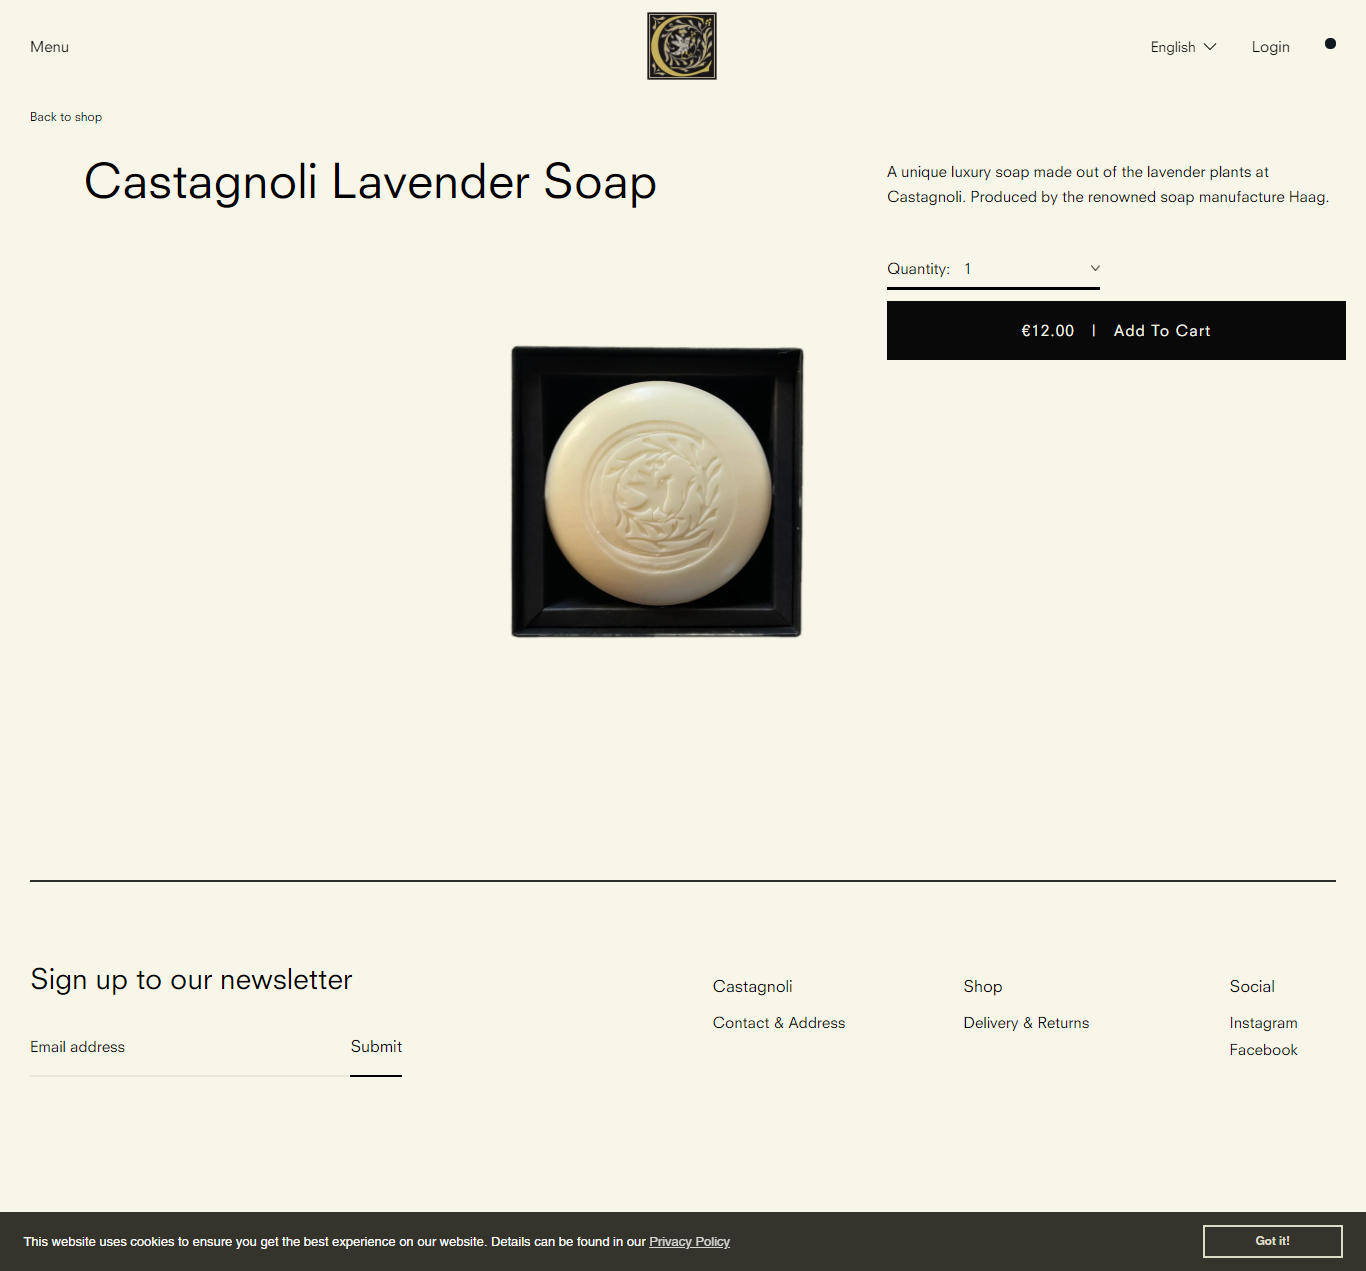 Menu
C
English
Login
Back to shop
Castagnoli Lavender Soap
A unique luxury soap made out of the lavender plants at
Castagnoli. Produced by the renowned soap manufacture Haag.
Quantity: 1
€12.00 | Add To Cart
Sign up to our newsletter
Email address
Submit
Castagnoli
Contact & Address
Shop
Delivery & Returns
Social
Instagram
Facebook
This website uses cookies to ensure you get the best experience on our website. Details can be found in our Privacy Policy
Got it!